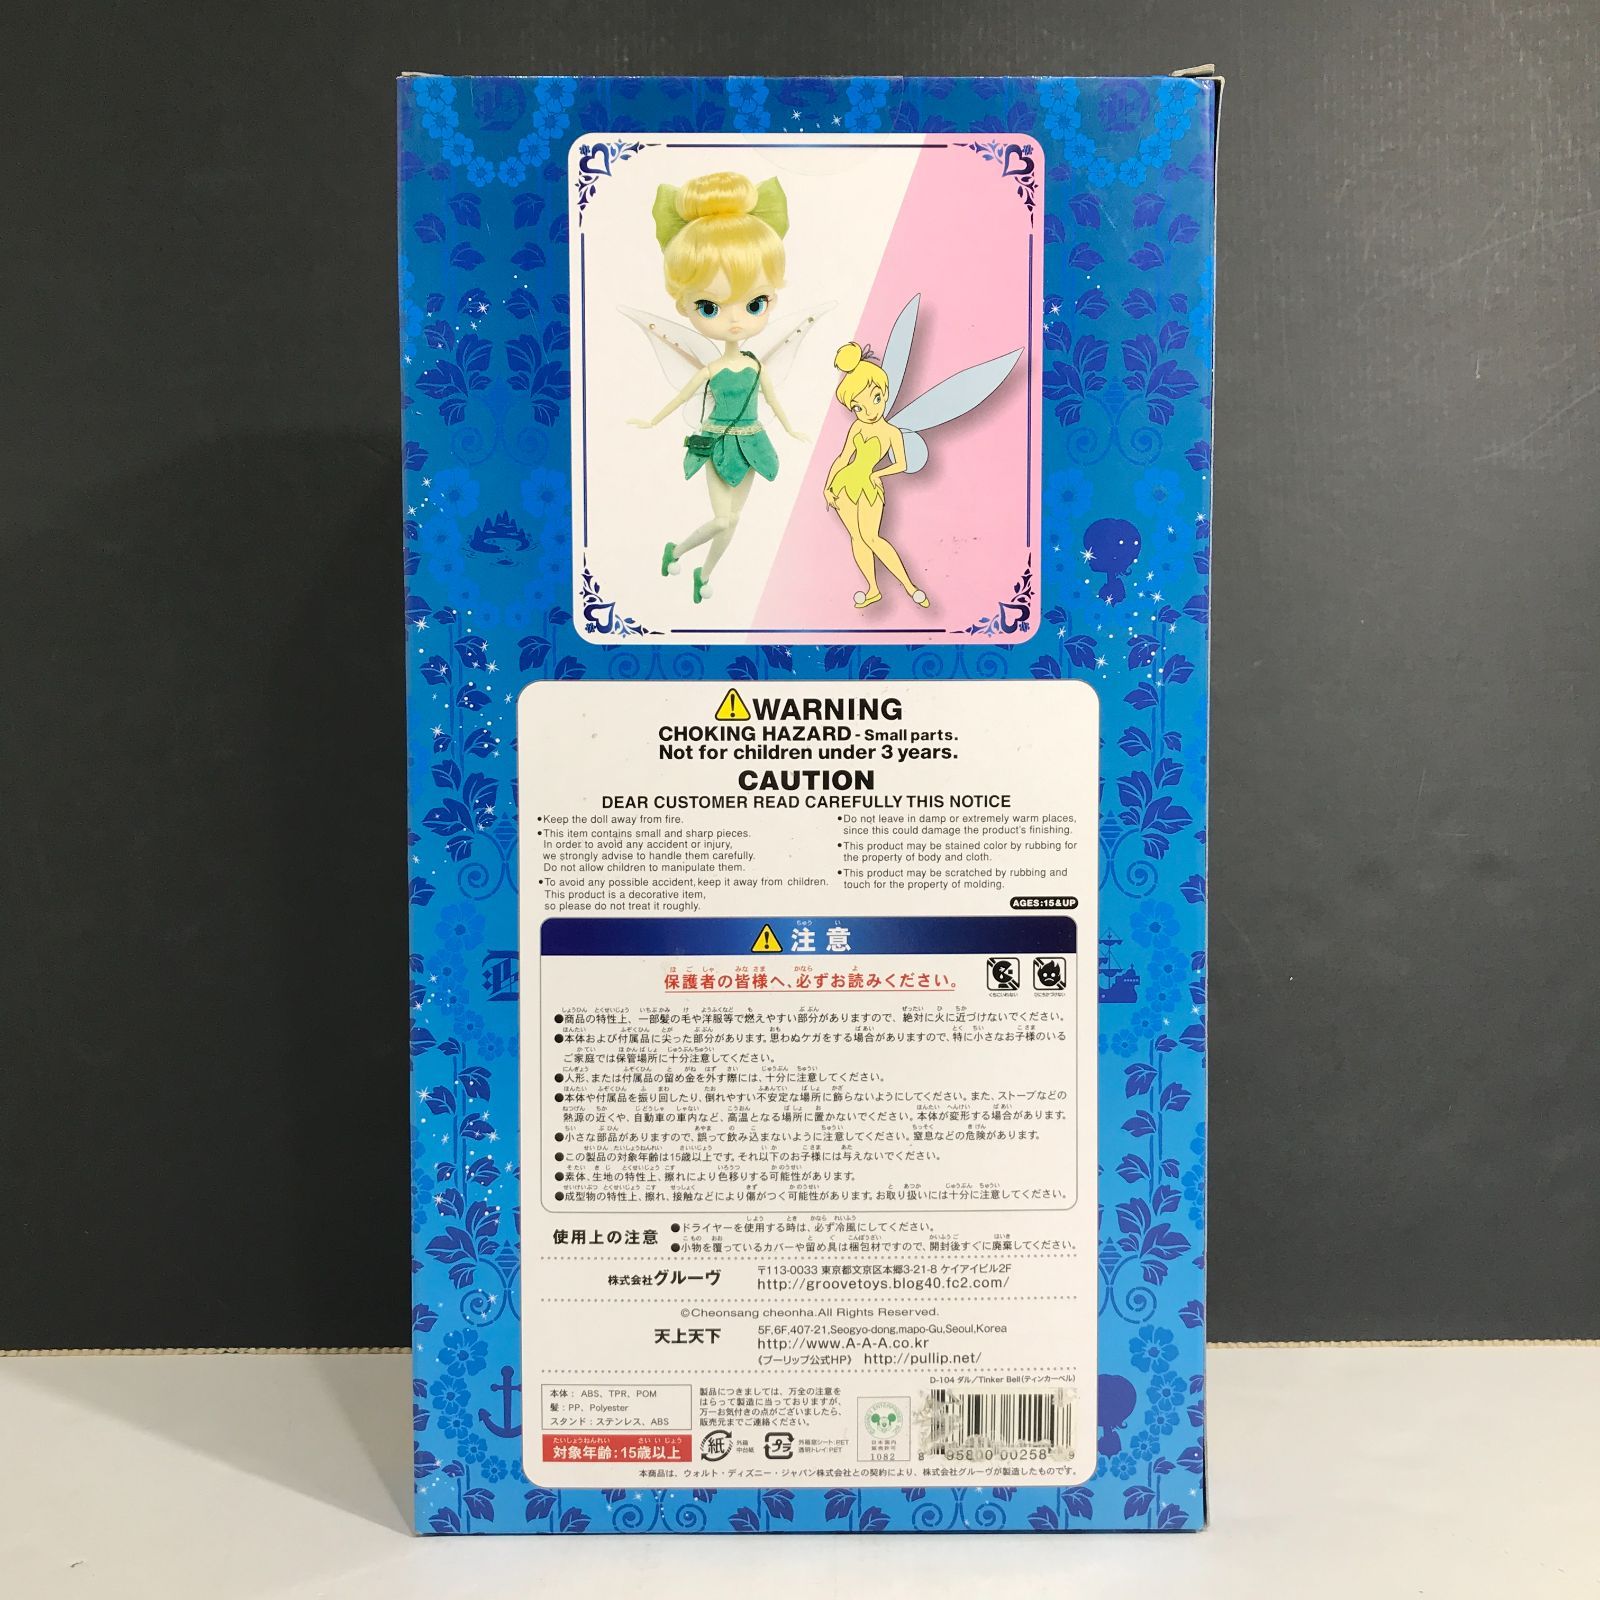 WARNING
CHOKING HAZARD - Small parts.
Not for children under 3 years.
CAUTION
DEAR CUSTOMER READ CAREFULLY THIS NOTICE
•Keep the doll away from fire.
•This item contains small and sharp pieces.
In order to avoid any accident or injury,
we strongly advise to handle them carefully.
Do not allow children to manipulate them.
•To avoid any possible accident, keep it away from children.
This product is a decorative item,
so please do not treat it roughly.
•Do not leave in damp or extremely warm places,
since this could damage the product's finishing.
•This product may be stained color by rubbing for
the property of body and cloth.
•This product may be scratched by rubbing and
touch for the property of molding.
AGES:15&UP
注意
保護者の皆様へ、必ずお読みください。
●商品の特性上、一部髪の毛や洋服等で燃えやすい部分がありますので、絶対に火に近づけないでください。
●本体および付属品に尖った部分があります。思わぬケガをする場合がありますので、特に小さなお子様のいる
ご家庭では保管場所に十分注意してください。
●人形、または付属品の留め金を外す際には、十分に注意してください。
●本体や付属品を振り回したり、倒れやすい不安定な場所に飾らないようにしてください。また、ストーブなどの
熱源の近くや、自動車の車内など、高温となる場所に置かないでください。本体が変形する場合があります。
●小さな部品がありますので、誤って飲み込まないように注意してください。窒息などの危険があります。
●この製品の対象年齢は15歳以上です。それ以下のお子様には与えないでください。
●素体、生地の特性上、擦れにより色移りする可能性があります。
●成型物の特性上、擦れ、接触などにより傷がつく可能性があります。お取り扱いには十分に注意してください。
使用上の注意
●ドライヤーを使用する時は、必ず冷風にしてください。
●小物を覆っているカバーや留め具は梱包材ですので、開封後すぐに廃棄してください。
株式会社グルーヴ
〒113-0033 東京都文京区本郷3-21-8 ケイアイビル2F
http://groovetoys.blog40.fc2.com/
©Cheonsang cheonha.All Rights Reserved.
天上天下
5F,6F,407-21,Seogyo-dong,mapo-Gu,Seoul,Korea
http://www.A-A-A.co.kr
《プーリップ公式HP》 http://pullip.net/
D-104 ダル/Tinker Bell(ティンカーベル)
本体: ABS、TPR、POM
髪: PP、Polyester
スタンド: ステンレス、ABS
対象年齢:15歳以上
製品につきましては、万全の注意を
はらって製造に当っておりますが、
万一お気付きの点がございましたら、
販売元までご連絡ください。
紙
外箱
中台紙
プラ
外箱窓シート:PET
透明トレイ:PET
日本国内
販売許可
1082
本商品は、ウォルト・ディズニー・ジャパン株式会社との契約により、株式会社グルーヴが製造したものです。